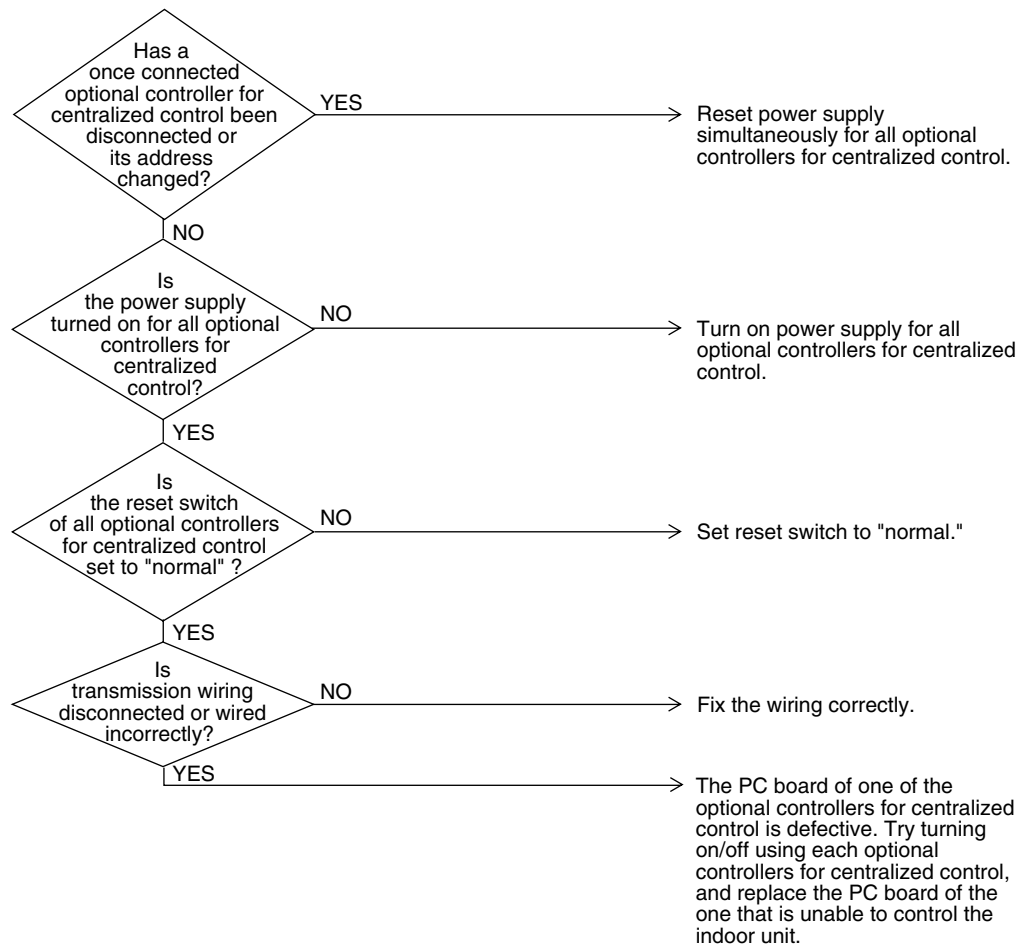 Has a
once connected
optional controller for
centralized control been
disconnected or
its address
changed?
YES
Reset power supply
simultaneously for all optional
controllers for centralized control.
NO
Is
the power supply
turned on for all optional
controllers for
centralized
control?
NO
Turn on power supply for all
optional controllers for centralized
control.
YES
Is
the reset switch
of all optional controllers
for centralized control
set to "normal" ?
NO
Set reset switch to "normal."
YES
Is
transmission wiring
disconnected or wired
incorrectly?
NO
Fix the wiring correctly.
YES
The PC board of one of the
optional controllers for centralized
control is defective. Try turning
on/off using each optional
controllers for centralized control,
and replace the PC board of the
one that is unable to control the
indoor unit.